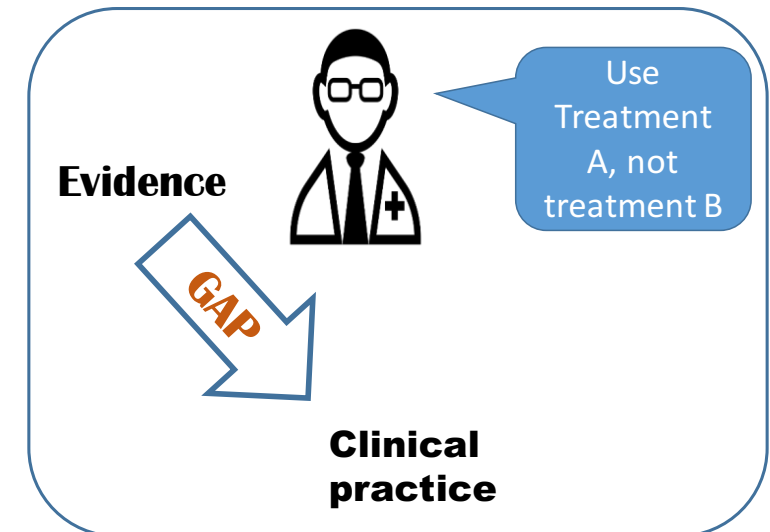 Use
Treatment
A, not
treatment B
Evidence
GAP
Clinical
practice